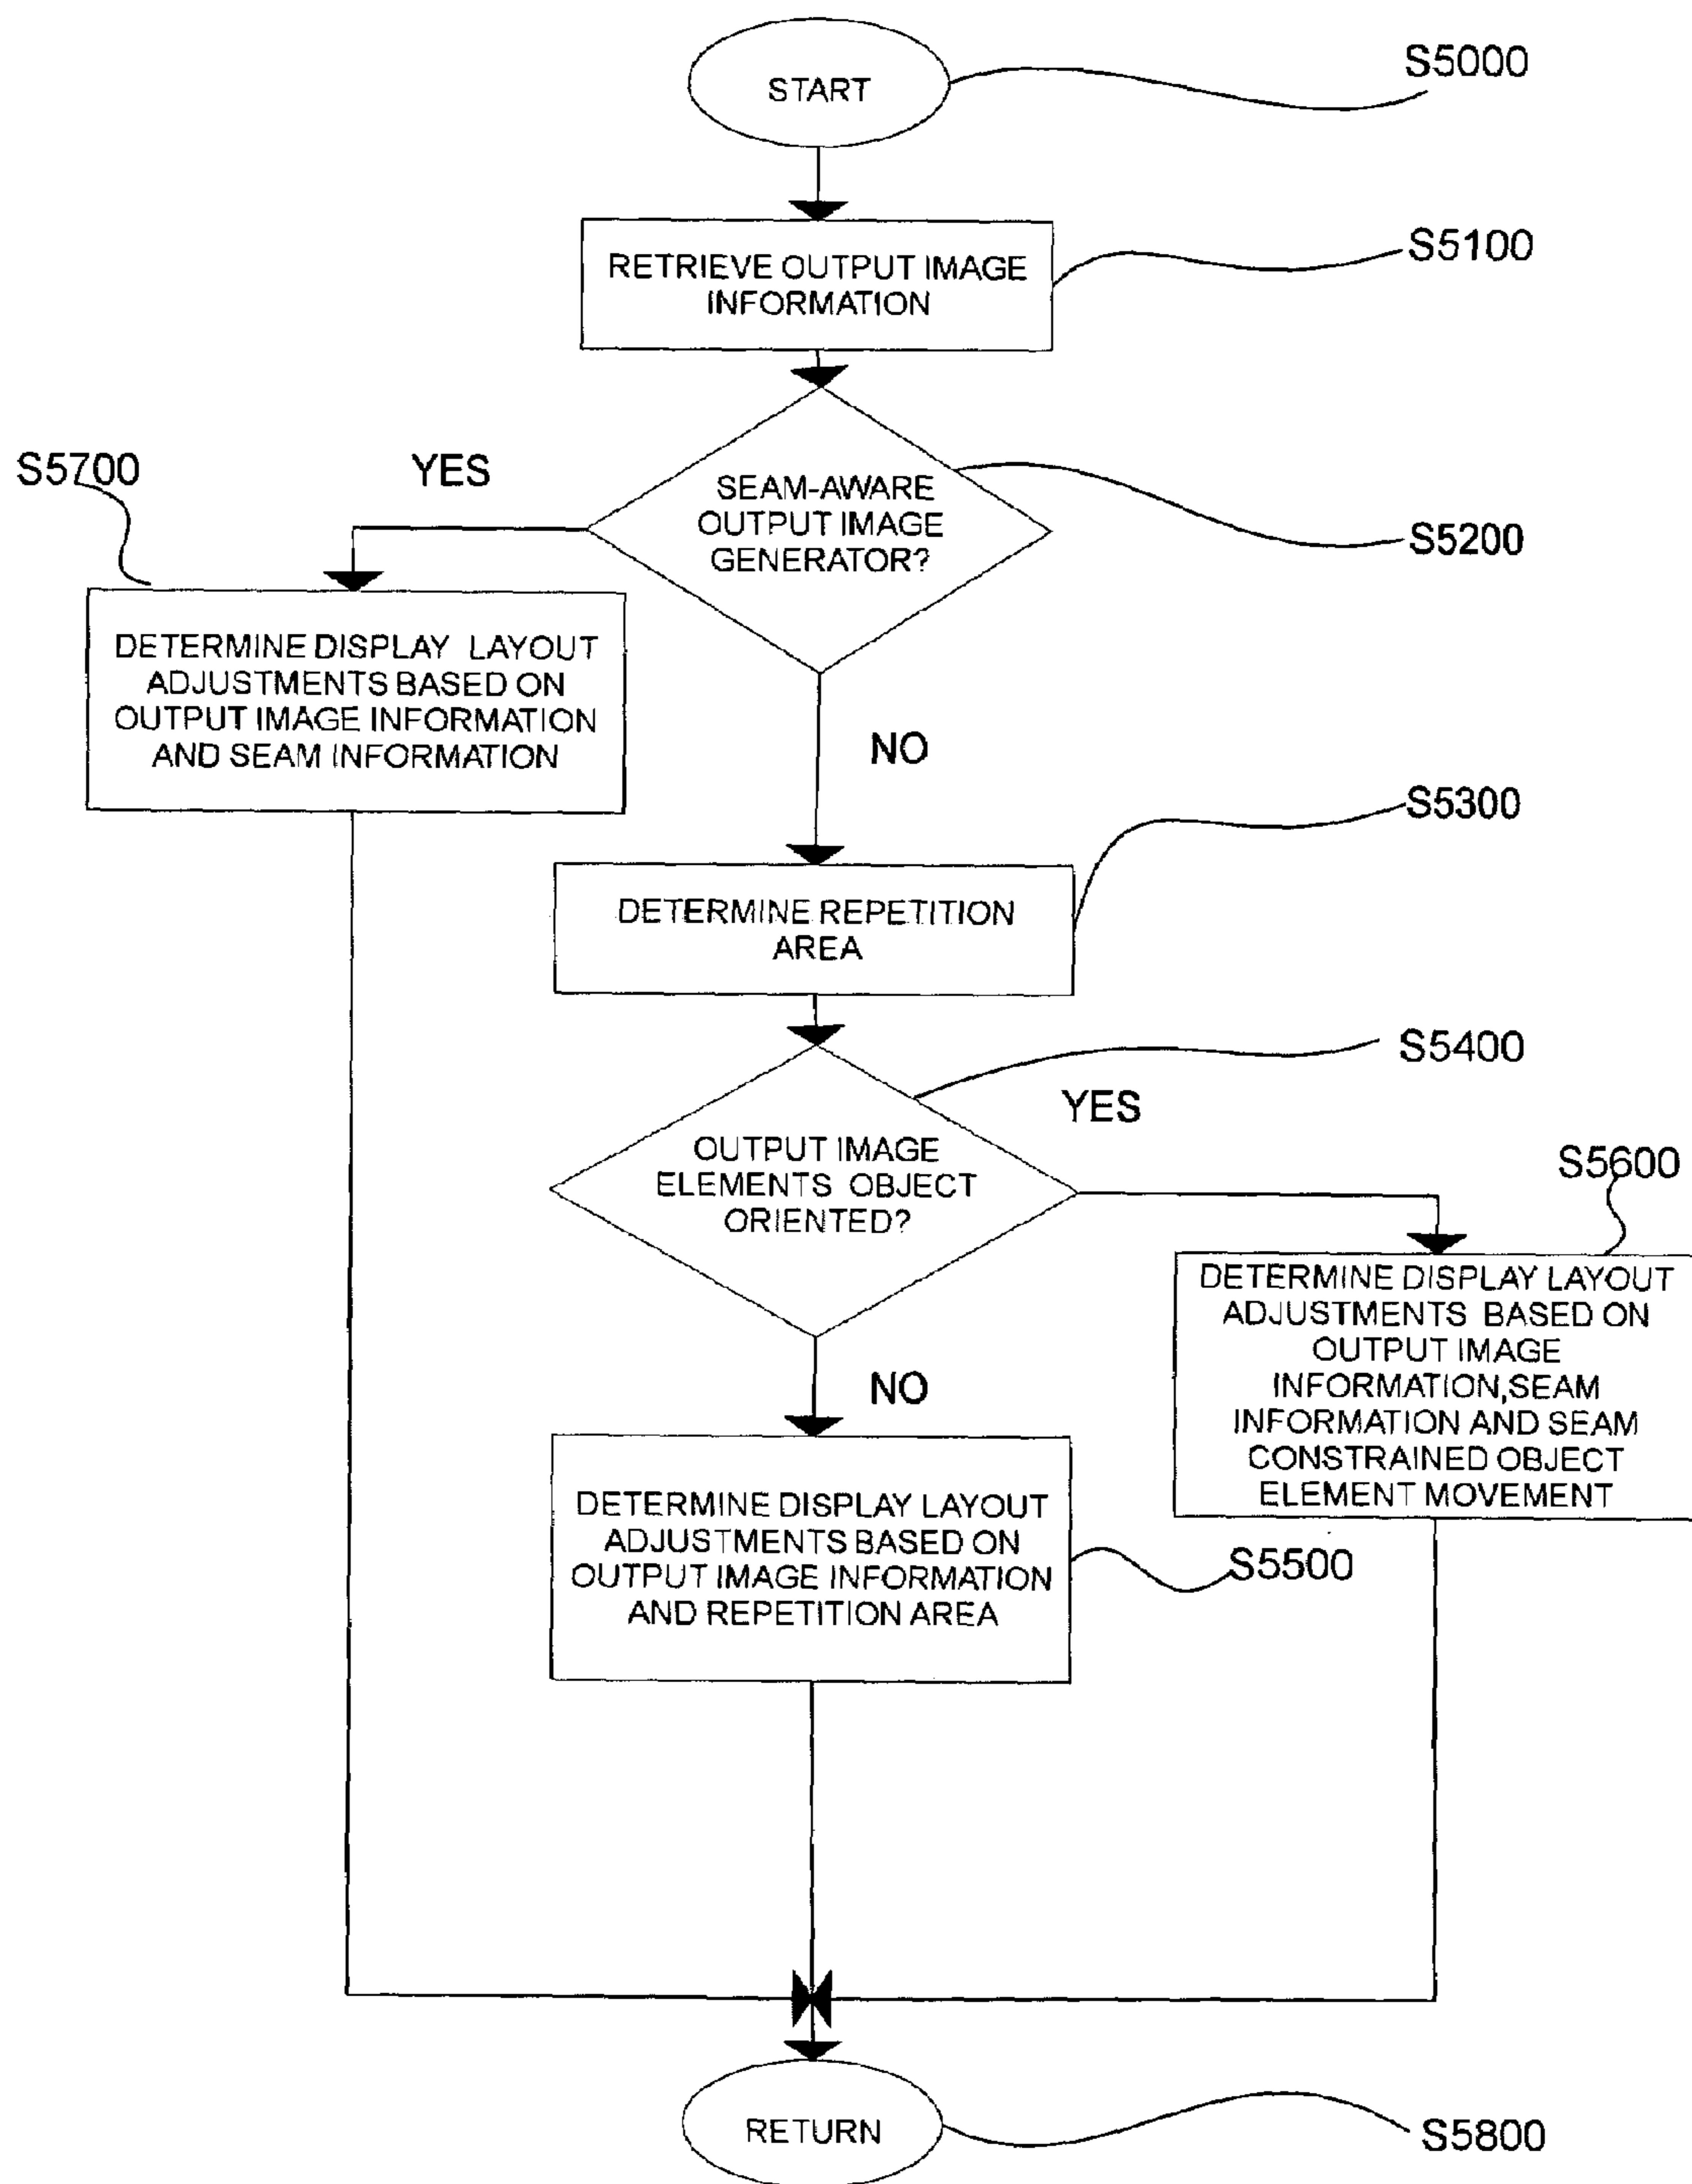 START
S5000
RETRIEVE OUTPUT IMAGE
INFORMATION
S5100
SEAM-AWARE
OUTPUT IMAGE
GENERATOR?
S5200
YES
S5700
DETERMINE DISPLAY LAYOUT
ADJUSTMENTS BASED ON
OUTPUT IMAGE INFORMATION
AND SEAM INFORMATION
NO
S5300
DETERMINE REPETITION
AREA
S5400
OUTPUT IMAGE
ELEMENTS OBJECT
ORIENTED?
YES
S5600
DETERMINE DISPLAY LAYOUT
ADJUSTMENTS BASED ON
OUTPUT IMAGE
INFORMATION,SEAM
INFORMATION AND SEAM
CONSTRAINED OBJECT
ELEMENT MOVEMENT
NO
DETERMINE DISPLAY LAYOUT
ADJUSTMENTS BASED ON
OUTPUT IMAGE INFORMATION
AND REPETITION AREA
S5500
RETURN
S5800